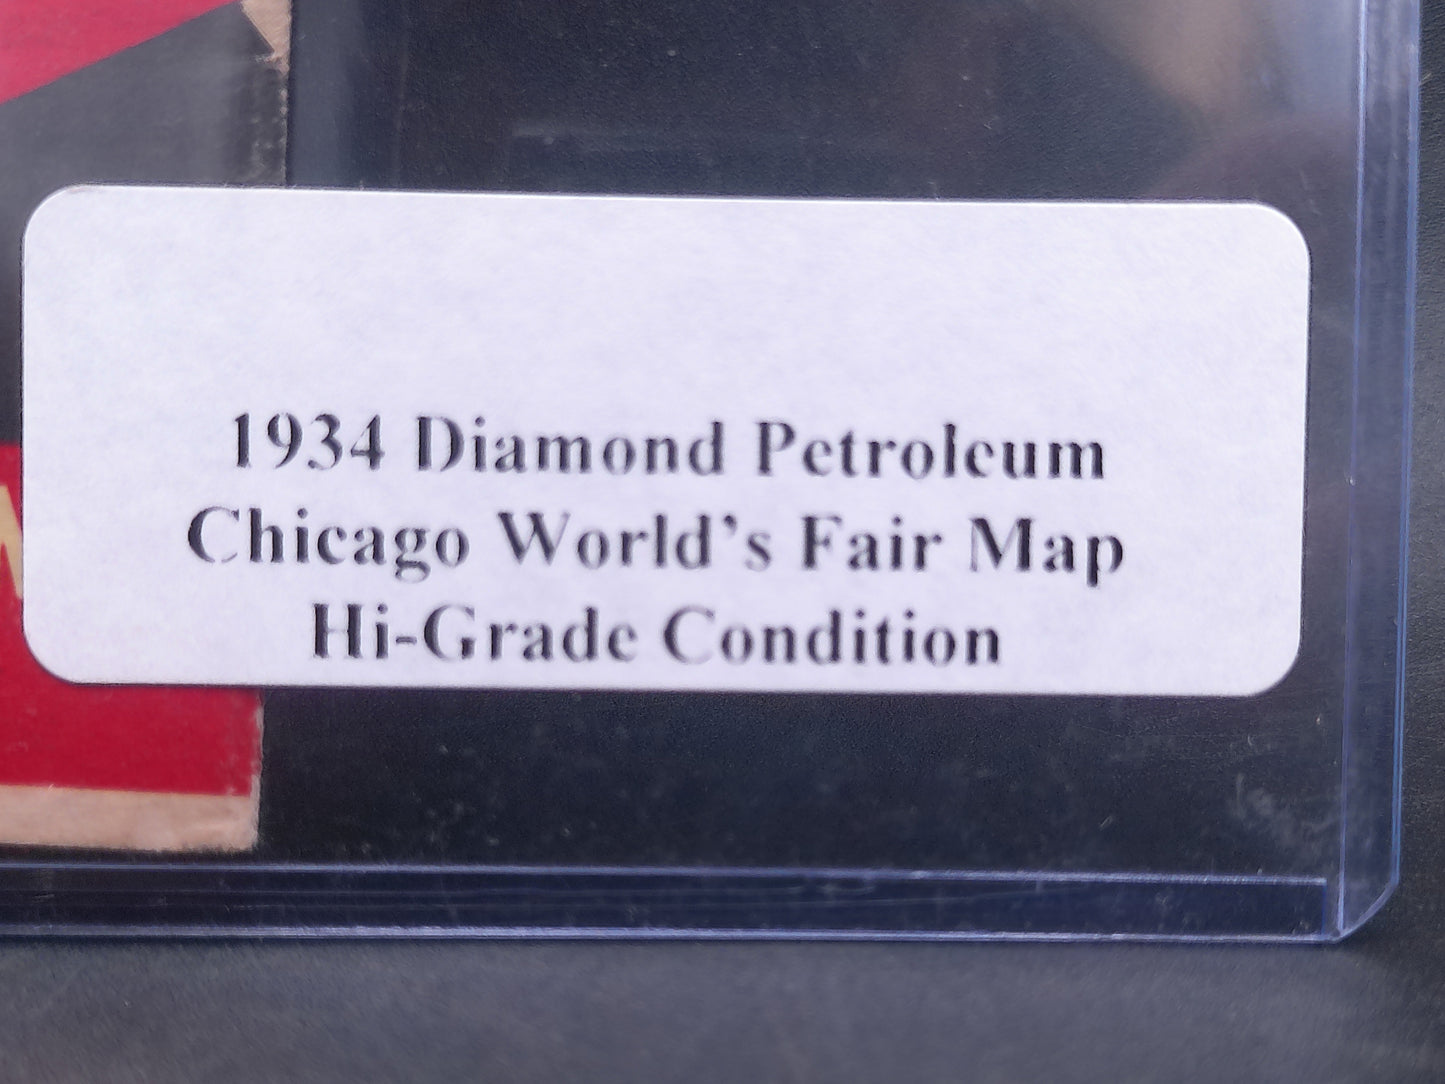 1934 Diamond Petroleum
Chicago World's Fair Map
Hi-Grade Condition